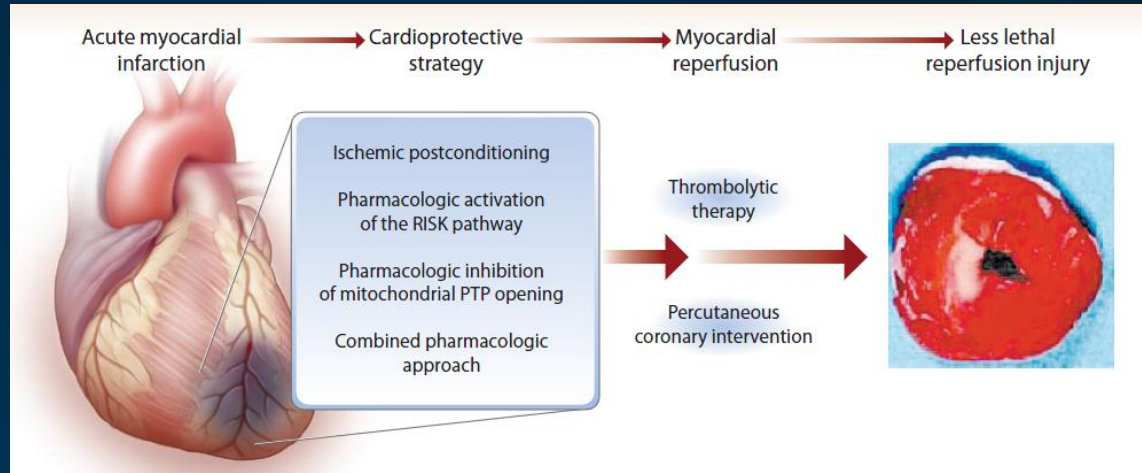 Acute myocardial
infarction
Cardioprotective
strategy
Myocardial
reperfusion
Less lethal
reperfusion injury
Ischemic postconditioning
Pharmacologic activation
of the RISK pathway
Pharmacologic inhibition
of mitochondrial PTP opening
Combined pharmacologic
approach
Thrombolytic
therapy
Percutaneous
coronary intervention